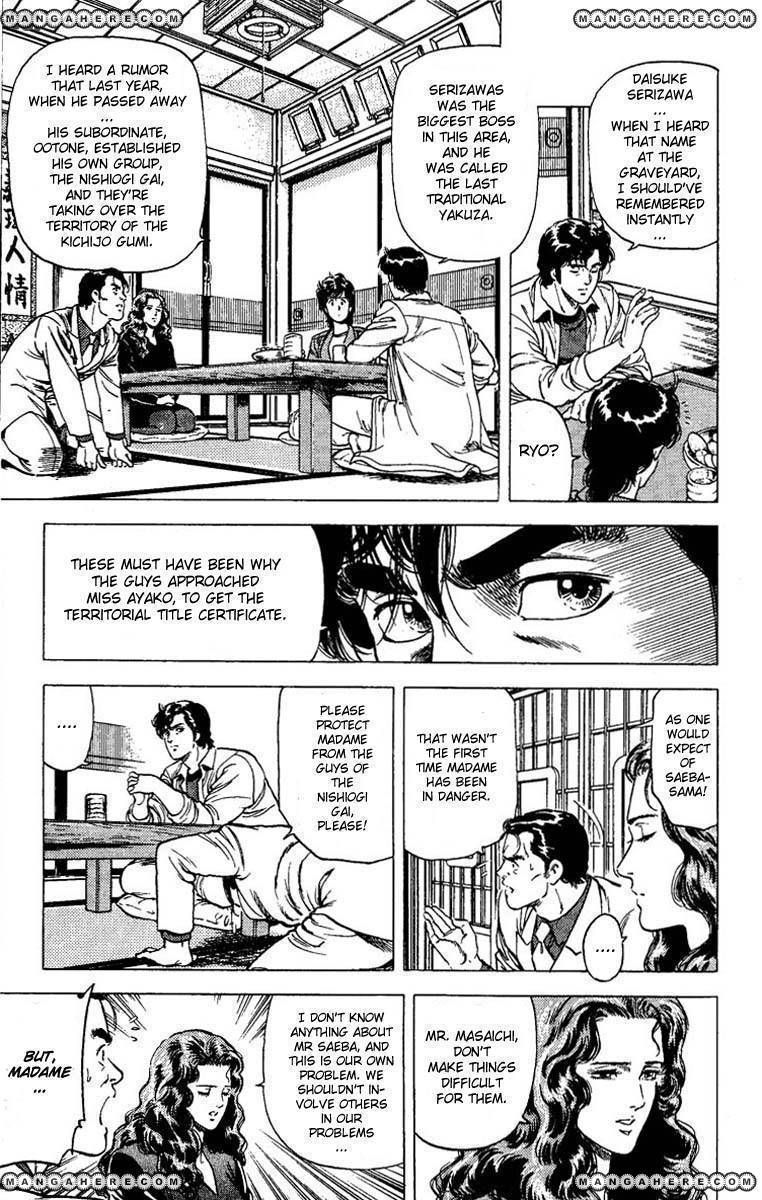 MANGAHERE.COM
MANGAHERE.COM
DAISUKE
SERIZAWA
...
WHEN I HEARD
THAT NAME
AT THE
GRAVEYARD,
I SHOULD'VE
REMEMBERED
INSTANTLY
...
RYO?
SERIZAWAS
WAS THE
BIGGEST BOSS
IN THIS AREA,
AND HE
WAS CALLED
THE LAST
TRADITIONAL
YAKUZA.
I HEARD A RUMOR
THAT LAST YEAR,
WHEN HE PASSED AWAY
...
HIS SUBORDINATE,
OOTONE, ESTABLISHED
HIS OWN GROUP,
THE NISHIOGI GAI,
AND THEY'RE
TAKING OVER THE
TERRITORY OF THE
KICHIJO GUMI.
人情
THESE MUST HAVE BEEN WHY
THE GUYS APPROACHED
MISS AYAKO, TO GET THE
TERRITORIAL TITLE CERTIFICATE.
AS ONE
WOULD
EXPECT
OF
SAEBA-
SAMA!
THAT WASN'T
THE FIRST
TIME MADAME
HAS BEEN
IN DANGER.
....
PLEASE
PROTECT
MADAME
FROM THE
GUYS OF
THE
NISHIOGI
GAI,
PLEASE!
....
MR. MASAICHI,
DON'T
MAKE THINGS
DIFFICULT
FOR THEM.
I DON'T KNOW
ANYTHING ABOUT
MR SAEBA, AND
THIS IS OUR OWN
PROBLEM. WE
SHOULDN'T IN-
VOLVE OTHERS
IN OUR
PROBLEMS
...
BUT,
MADAME
...
MANGAHERE.COM
MANGAHERE.COM